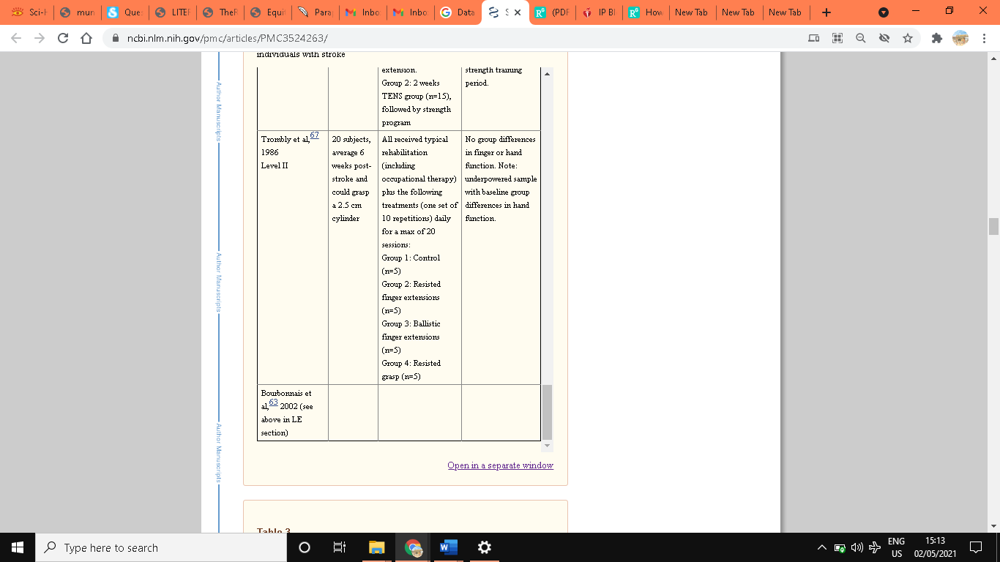 Sci-H
mur
Que
LITEF
TheF
Equit
Para
Inbo
Inbo
Data
S
(PDF
IP BI
How
New Tab
New Tab
New Tab
ncbi.nlm.nih.gov/pmc/articles/PMC3524263/
individuals with stroke
extension.
Group 2: 2 weeks
TENS group (n=15),
followed by strength
program
strength training
period.
Trombly et al,67
1986
Level II
20 subjects,
average 6
weeks post-
stroke and
could grasp
a 2.5 cm
cylinder
All received typical
rehabilitation
(including
occupational therapy)
plus the following
treatments (one set of
10 repetitions) daily
for a max of 20
sessions:
Group 1: Control
(n=5)
Group 2: Resisted
finger extensions
(n=5)
Group 3: Ballistic
finger extensions
(n=5)
Group 4: Resisted
grasp (n=5)
No group differences
in finger or hand
function. Note:
underpowered sample
with baseline group
differences in hand
function.
Bourbonnais et
al,63 2002 (see
above in LE
section)
Open in a separate window
Table 3
Author Manuscripts
Author Manuscripts
Author Manuscripts
Type here to search
ENG
US
15:13
02/05/2021